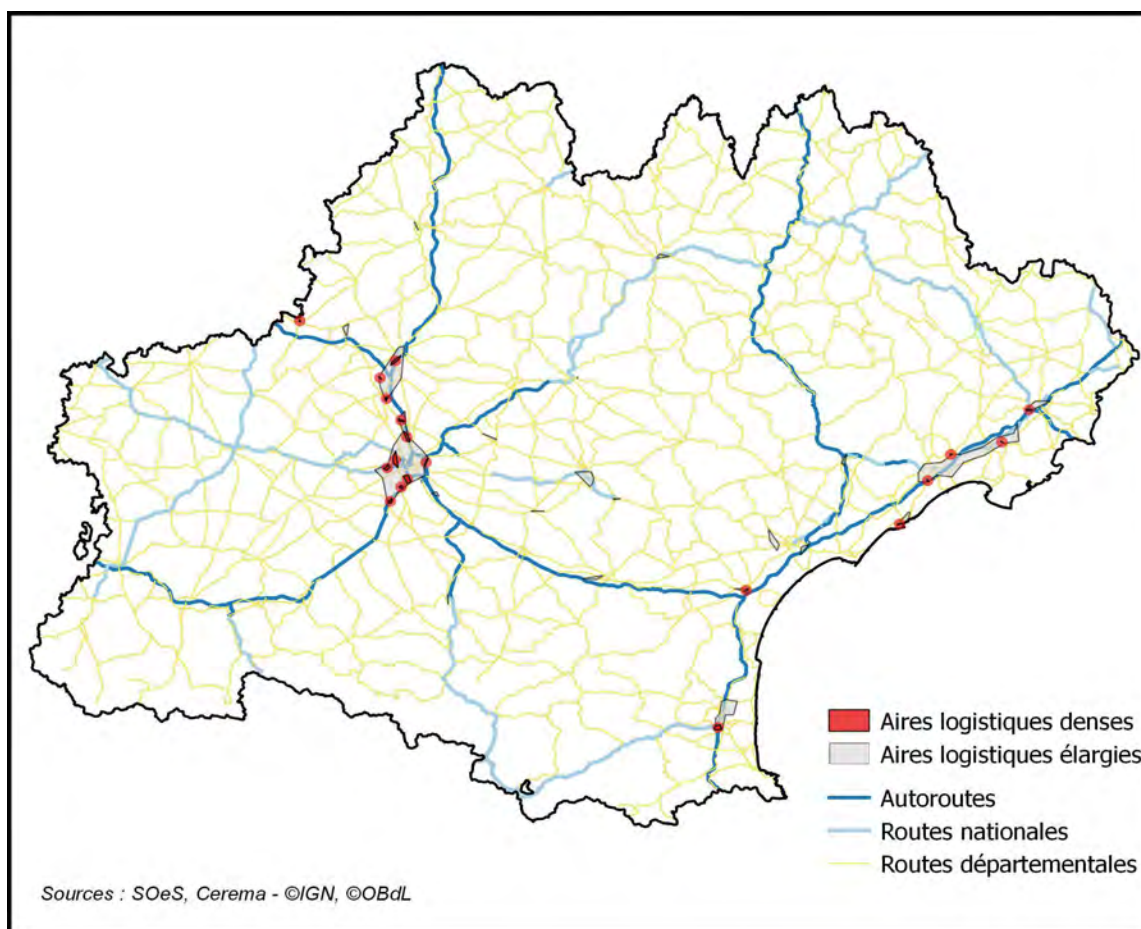 Aires logistiques denses
Aires logistiques élargies
Autoroutes
Routes nationales
Routes départementales
Sources : SOeS, Cerema - ©IGN, ©OBdL